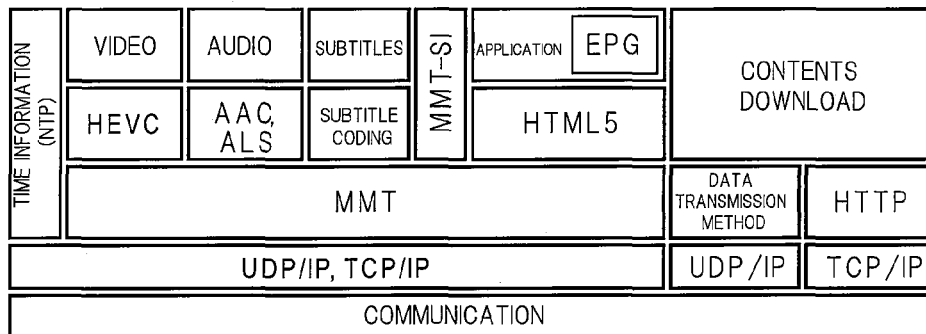 TIME INFORMATION
(NTP)
VIDEO
AUDIO
SUBTITLES
MMT-SI
APPLICATION
EPG
CONTENTS
DOWNLOAD
HEVC
AAC,
ALS
SUBTITLE
CODING
HTML5
MMT
DATA
TRANSMISSION
METHOD
HTTP
UDP/IP, TCP/IP
UDP/IP
TCP/IP
COMMUNICATION